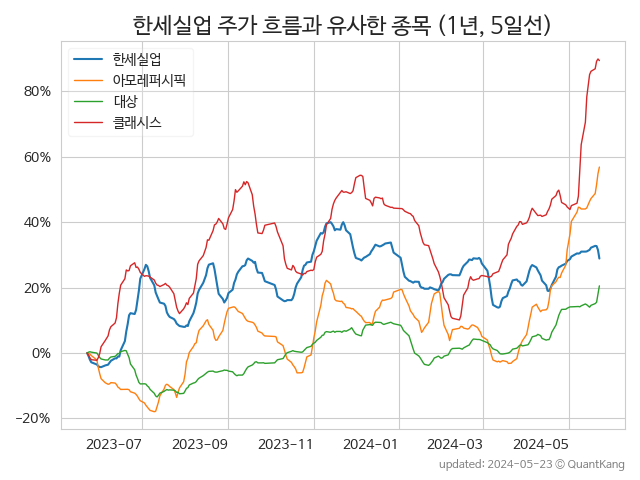 한세실업 주가 흐름과 유사한 종목 (1년, 5일선)
한세실업
아모레퍼시픽
대상
클래시스
80%
60%
40%
20%
0%
−20%
2023-07 2023-09 2023-11 2024-01 2024-03 2024-05
updated: 2024-05-23 © QuantKang